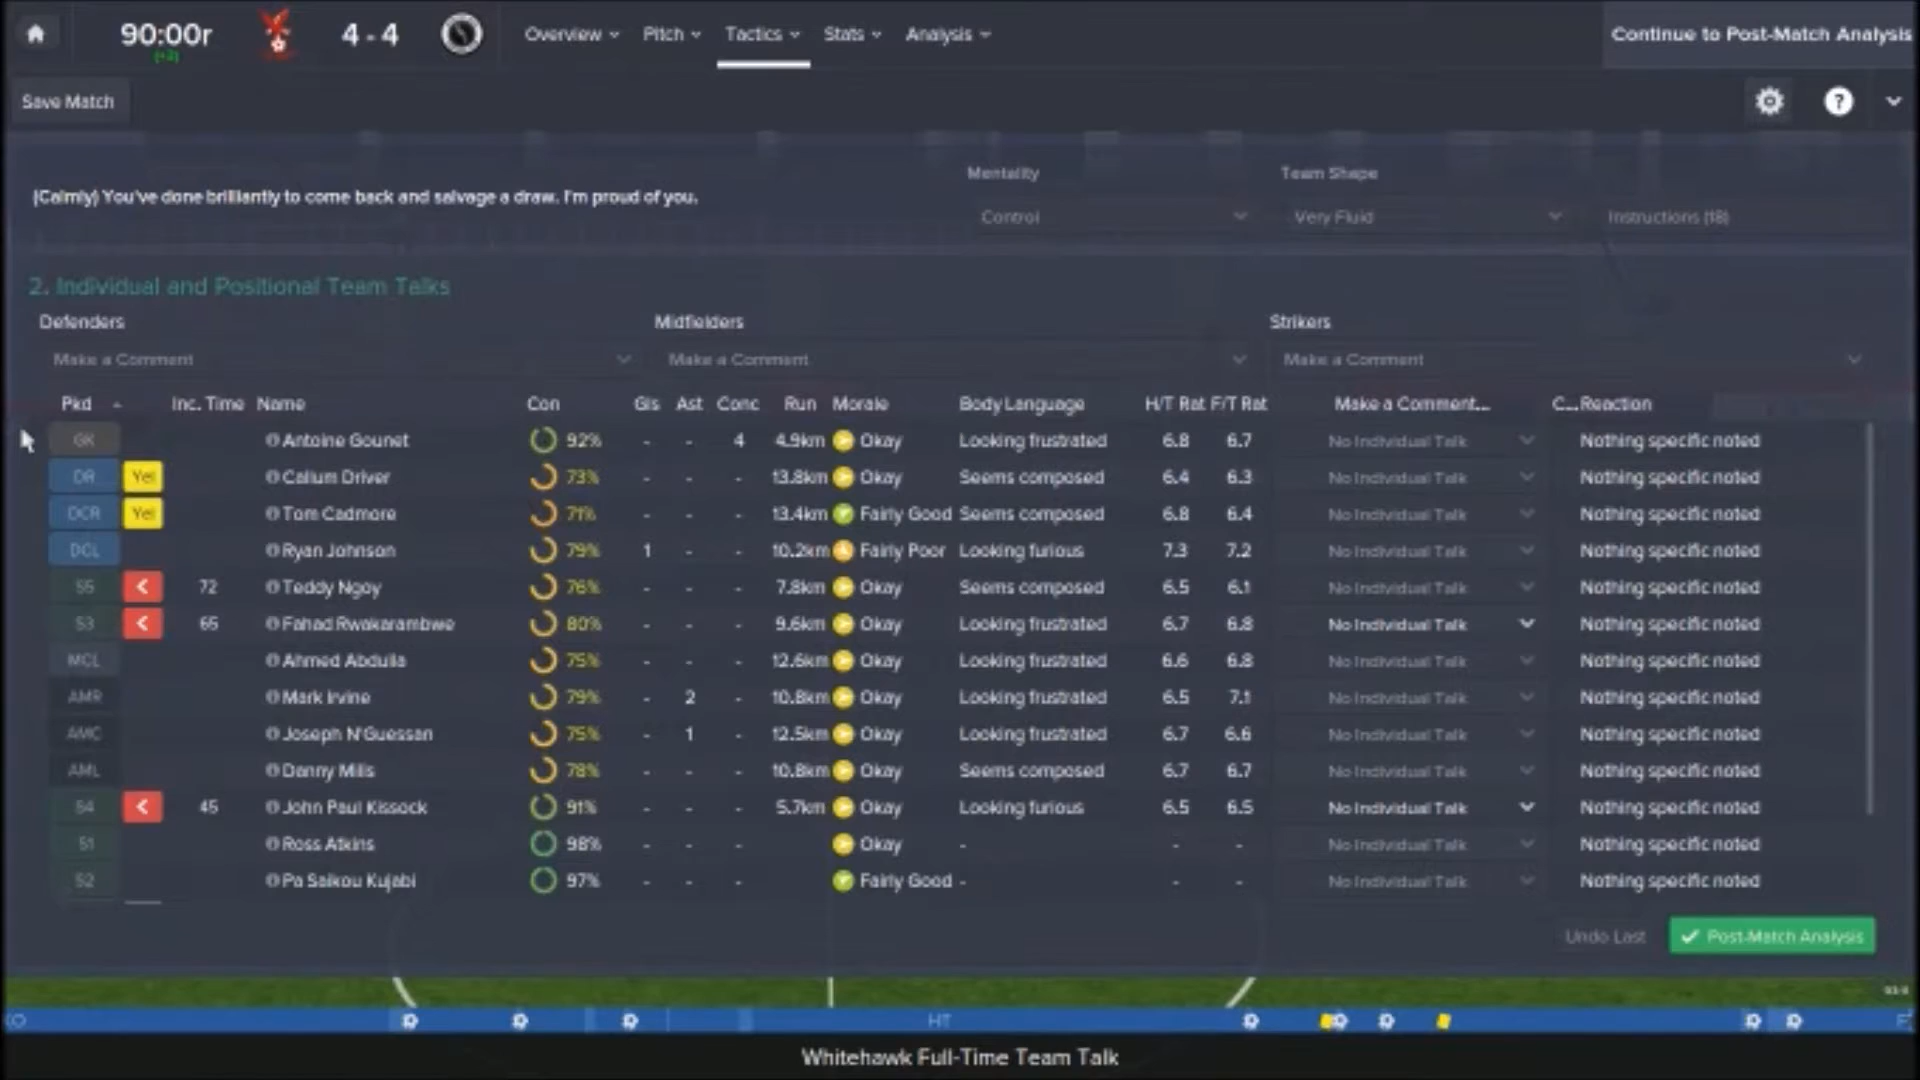 90:00r 4 - 4 Overview Pitch Tactics Stats Analysis Continue to Post-Match Analysis
(+3)
Save Match ?
Mentality Team Shape
(Calmly) You've done brilliantly to come back and salvage a draw. I'm proud of you.
Control Very Fluid Instructions (18)
2. Individual and Positional Team Talks
Defenders Midfielders Strikers
Make a Comment Make a Comment Make a Comment
Pkd Inc. Time Name Con Gls Ast Conc Run Morale Body Language H/T Rat F/T Rat Make a Comment... C... Reaction
GK Antoine Gounet 92% - - 4 4.9km Okay Looking frustrated 6.8 6.7 No Individual Talk Nothing specific noted
DR Yel Callum Driver 73% - - - 13.8km Okay Seems composed 6.4 6.3 No Individual Talk Nothing specific noted
DCR Yel Tom Cadmore 71% - - - 13.4km Fairly Good Seems composed 6.8 6.4 No Individual Talk Nothing specific noted
DCL Ryan Johnson 79% 1 - - 10.2km Fairly Poor Looking furious 7.3 7.2 No Individual Talk Nothing specific noted
S5 72 Teddy Ngoy 76% - - - 7.8km Okay Seems composed 6.5 6.1 No Individual Talk Nothing specific noted
S3 65 Fahad Rwakarambwe 80% - - - 9.6km Okay Looking frustrated 6.7 6.8 No Individual Talk Nothing specific noted
MCL Ahmed Abdulla 75% - - - 12.6km Okay Looking frustrated 6.6 6.8 No Individual Talk Nothing specific noted
AMR Mark Irvine 79% - 2 - 10.8km Okay Looking frustrated 6.5 7.1 No Individual Talk Nothing specific noted
AMC Joseph N'Guessan 75% - 1 - 12.5km Okay Looking frustrated 6.7 6.6 No Individual Talk Nothing specific noted
AML Danny Mills 78% - - - 10.8km Okay Seems composed 6.7 6.7 No Individual Talk Nothing specific noted
S4 45 John Paul Kissock 91% - - - 5.7km Okay Looking furious 6.5 6.5 No Individual Talk Nothing specific noted
S1 Ross Atkins 98% - - - Okay - - - No Individual Talk Nothing specific noted
S2 Pa Saikou Kujabi 97% - - - Fairly Good - - - No Individual Talk Nothing specific noted
Undo Last Post-Match Analysis
HT
Whitehawk Full-Time Team Talk